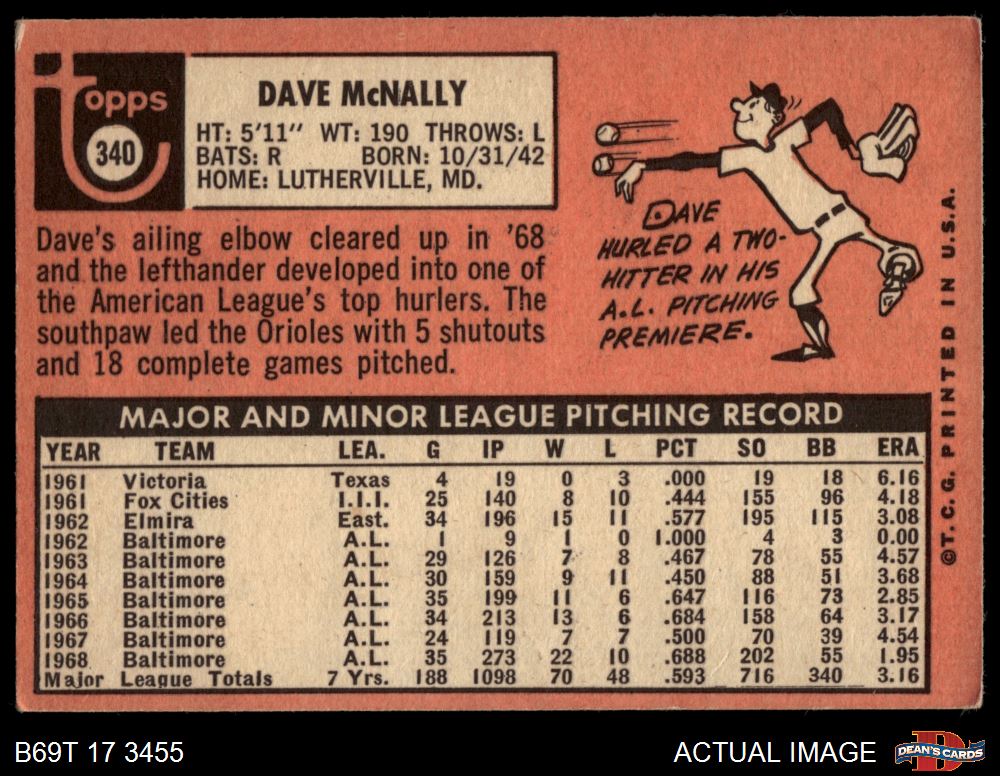 topps
340
DAVE McNALLY
HT: 5'11" WT: 190 THROWS: L
BATS: R BORN: 10/31/42
HOME: LUTHERVILLE, MD.
Dave's ailing elbow cleared up in '68
and the lefthander developed into one of
the American League's top hurlers. The
southpaw led the Orioles with 5 shutouts
and 18 complete games pitched.
DAVE
HURLED A TWO-
HITTER IN HIS
A.L. PITCHING
PREMIERE.
©T.C.G. PRINTED IN U.S.A.
MAJOR AND MINOR LEAGUE PITCHING RECORD
YEAR TEAM LEA. G IP W L PCT SO BB ERA
1961 Victoria Texas 4 19 0 3 .000 19 18 6.16
1961 Fox Cities I.I.I. 25 140 8 10 .444 155 96 4.18
1962 Elmira East. 34 196 15 11 .577 195 115 3.08
1962 Baltimore A.L. 1 9 1 0 1.000 4 3 0.00
1963 Baltimore A.L. 29 126 7 8 .467 78 55 4.57
1964 Baltimore A.L. 30 159 9 11 .450 88 51 3.68
1965 Baltimore A.L. 35 199 11 6 .647 116 73 2.85
1966 Baltimore A.L. 34 213 13 6 .684 158 64 3.17
1967 Baltimore A.L. 24 119 7 7 .500 70 39 4.54
1968 Baltimore A.L. 35 273 22 10 .688 202 55 1.95
Major League Totals 7 Yrs. 188 1098 70 48 .593 716 340 3.16
B69T 17 3455
ACTUAL IMAGE
D
DEAN'S CARDS